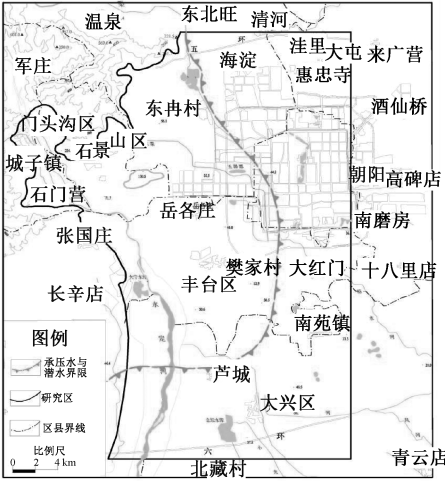 温泉
东北旺
清河
军庄
五
环
海淀
洼里
大屯
来广营
惠忠寺
东冉村
酒仙桥
门头沟区
石景
山
区
城子镇
石门营
朝阳
高碑店
岳各庄
南磨房
张国庄
樊家村
大红门
十八里店
长辛店
丰台区
南苑镇
图例
承压水与
潜水界限
研究区
区县界线
比例尺
0 2 4 km
芦城
大兴区
六
环
北藏村
青云店